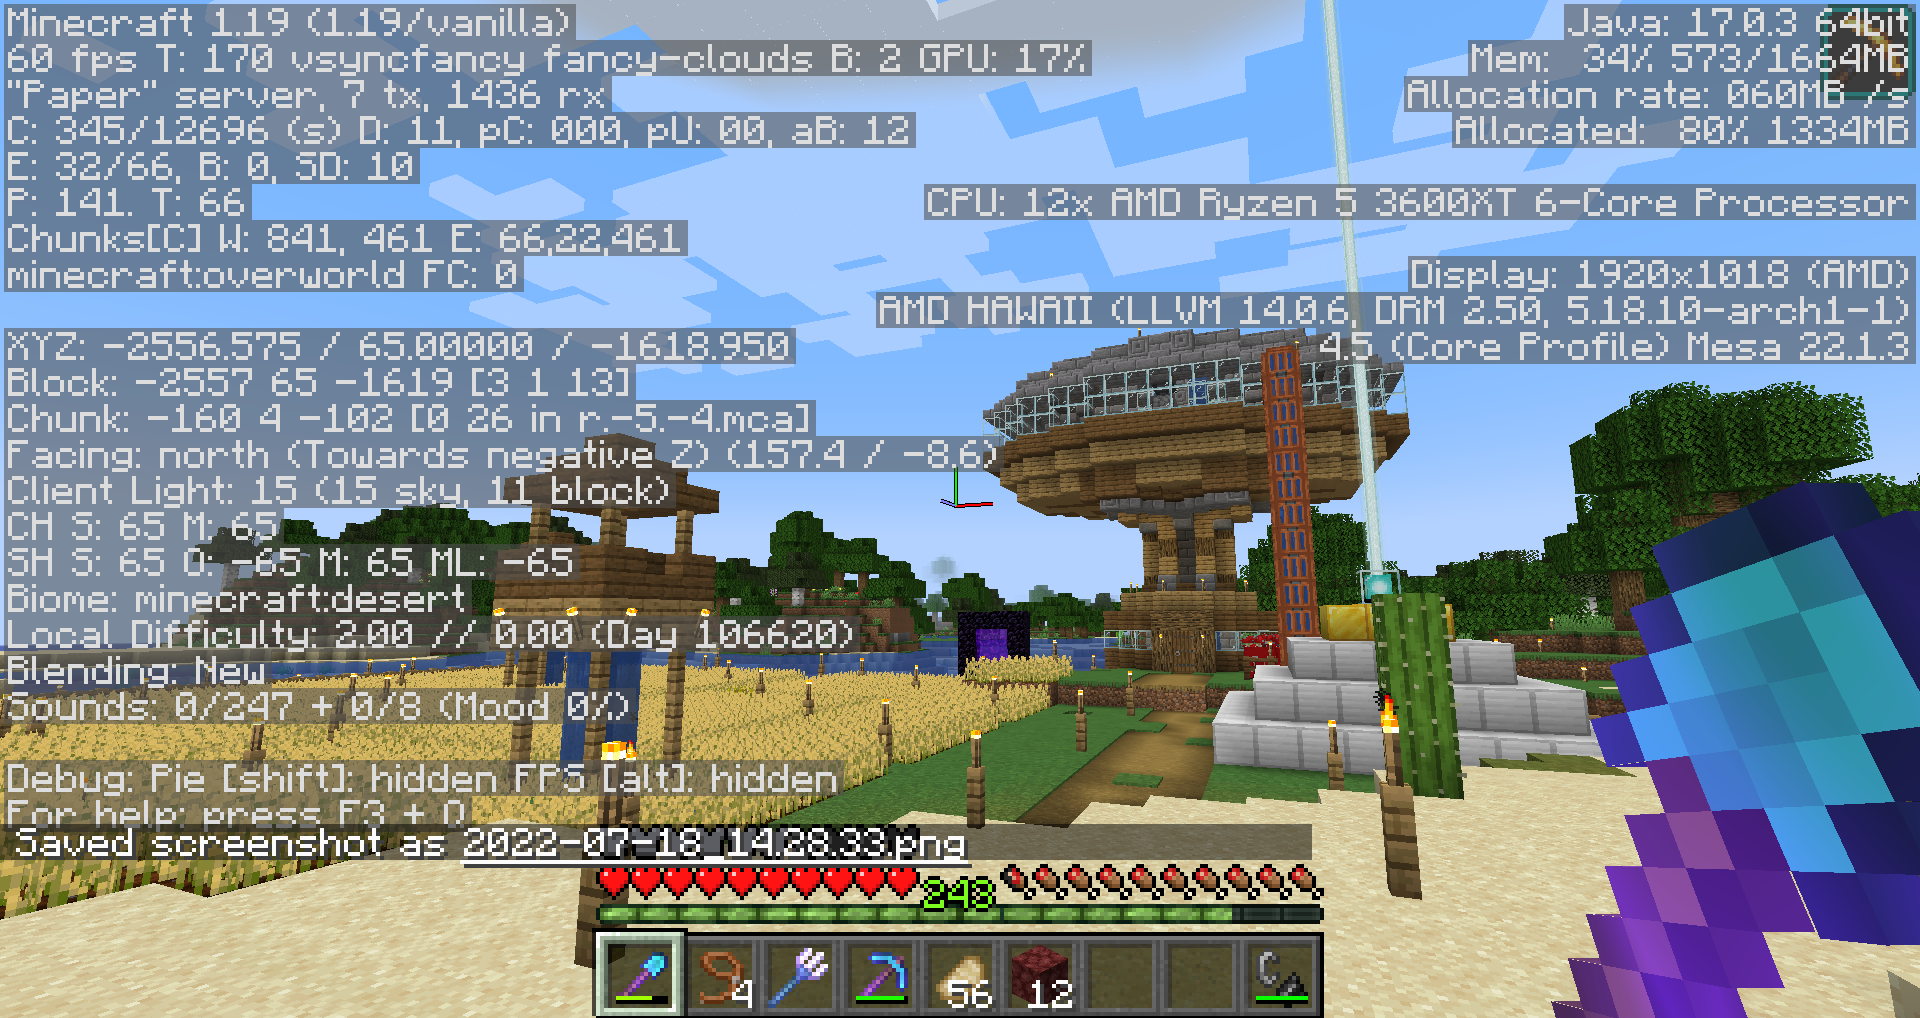 Minecraft 1.19 (1.19/vanilla)
60 fps T: 170 vsyncfancy fancy-clouds B: 2 GPU: 17%
"Paper" server, 7 tx, 1436 rx
C: 345/12696 (s) D: 11, pC: 000, pU: 00, aB: 12
E: 32/66, B: 0, SD: 10
P: 141. T: 66
Chunks[C] W: 841, 461 E: 66,22,461
minecraft:overworld FC: 0
XYZ: -2556.575 / 65.00000 / -1618.950
Block: -2557 65 -1619 [3 1 13]
Chunk: -160 4 -102 [0 26 in r.-5.-4.mca]
Facing: north (Towards negative Z) (157.4 / -8.6)
Client Light: 15 (15 sky, 11 block)
CH S: 65 M: 65
SH S: 65 O: -65 M: 65 ML: -65
Biome: minecraft:desert
Local Difficulty: 2.00 // 0.00 (Day 106620)
Blending: New
Sounds: 0/247 + 0/8 (Mood 0%)
Debug: Pie [shift]: hidden FPS [alt]: hidden
For help: press F3 + Q
Java: 17.0.3 64bit
Mem: 34% 573/1664MB
Allocation rate: 060MB /s
Allocated: 80% 1334MB
CPU: 12x AMD Ryzen 5 3600XT 6-Core Processor
Display: 1920x1018 (AMD)
AMD HAWAII (LLVM 14.0.6, DRM 2.50, 5.18.10-arch1-1)
4.5 (Core Profile) Mesa 22.1.3
Saved screenshot as 2022-07-18_14.28.33.png
248
4
56
12